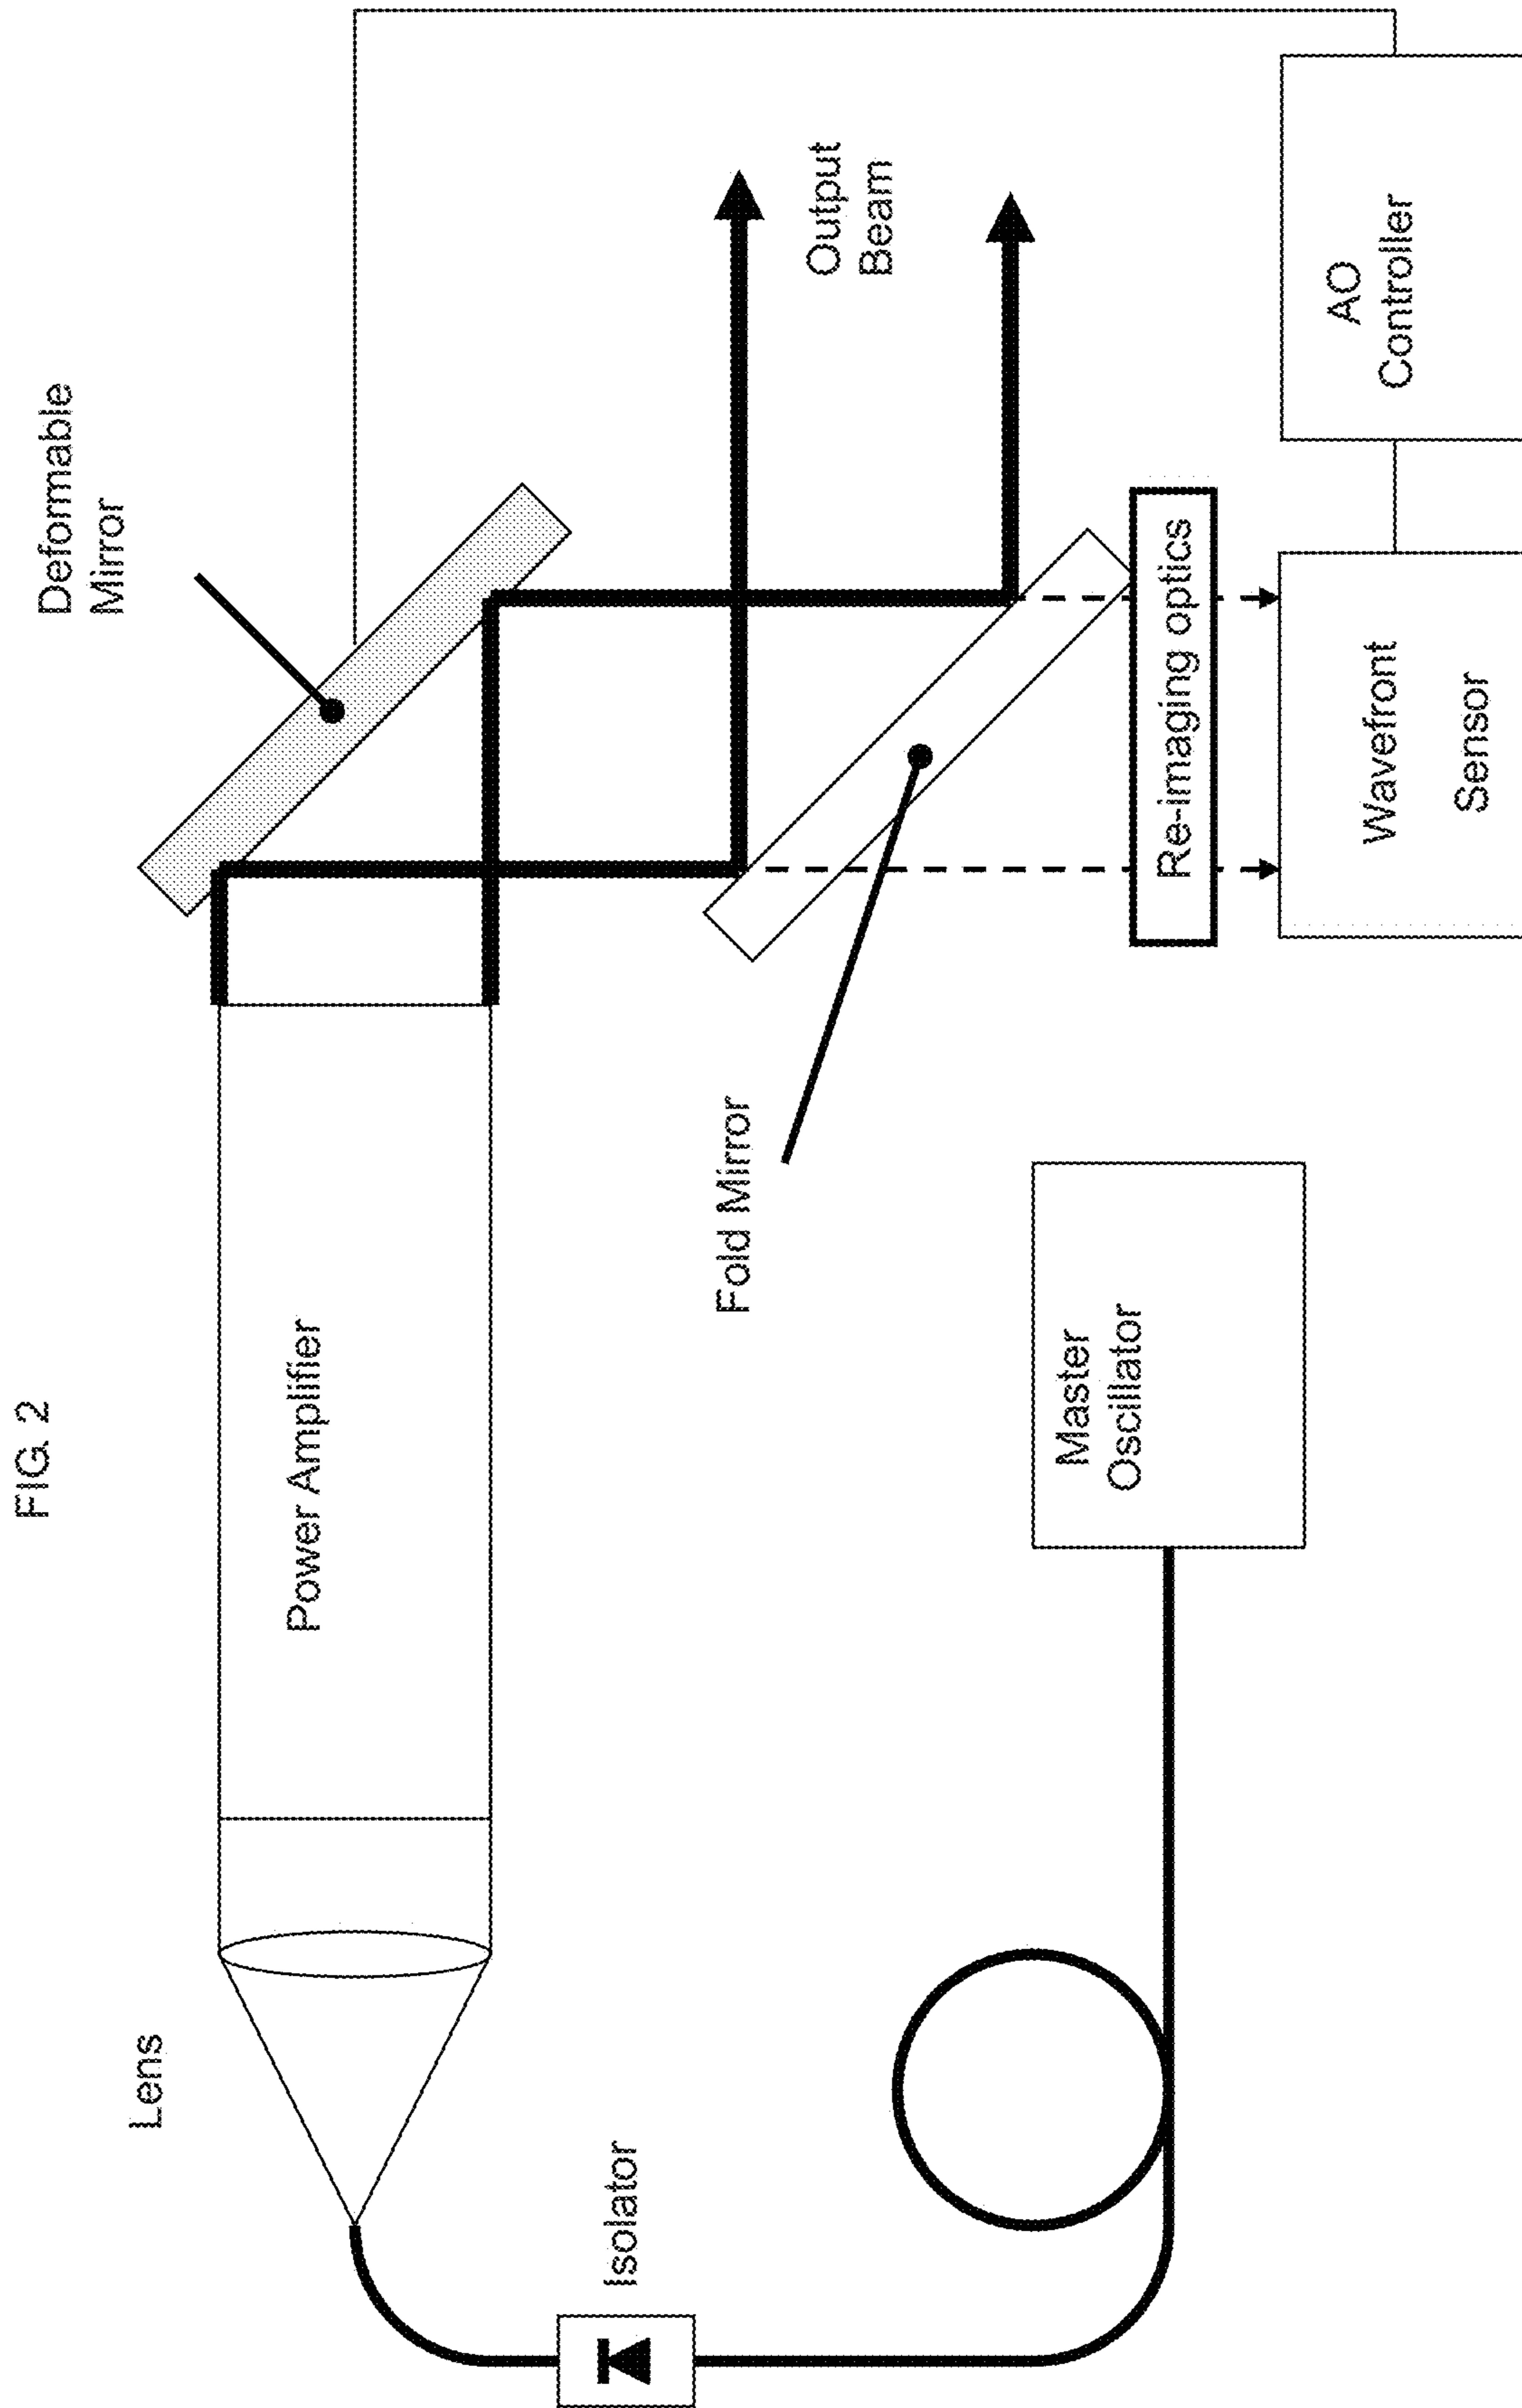 FIG. 2
Lens
Isolator
Power Amplifier
Deformable
Mirror
Fold Mirror
Output
Beam
Master
Oscillator
Re-imaging optics
Wavefront
Sensor
AO
Controller